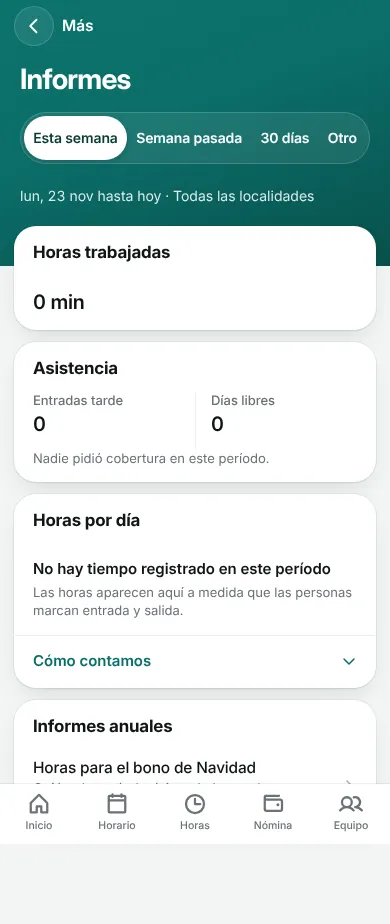 Más
Informes
Esta semana
Semana pasada
30 días
Otro
lun, 23 nov hasta hoy · Todas las localidades
Horas trabajadas
0 min
Asistencia
Entradas tarde
Días libres
0
0
Nadie pidió cobertura en este período.
Horas por día
No hay tiempo registrado en este período
Las horas aparecen aquí a medida que las personas
marcan entrada y salida.
Cómo contamos
Informes anuales
Horas para el bono de Navidad
Inicio
Horario
Horas
Nómina
Equipo